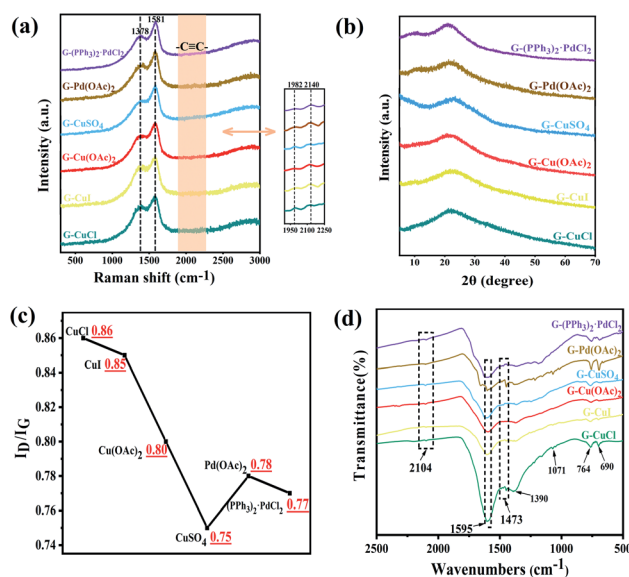 (a)
1378
1581
-C≡C-
G-(PPh₃)₂·PdCl₂
G-Pd(OAc)₂
G-CuSO₄
G-Cu(OAc)₂
G-CuI
G-CuCl
Intensity (a.u.)
500 1000 1500 2000 2500 3000
Raman shift (cm⁻¹)
1982 2140
1950 2100 2250
(b)
G-(PPh₃)₂·PdCl₂
G-Pd(OAc)₂
G-CuSO₄
G-Cu(OAc)₂
G-CuI
G-CuCl
Intensity (a.u.)
10 20 30 40 50 60 70
2θ (degree)
(c)
CuCl 0.86
CuI 0.85
Cu(OAc)₂ 0.80
CuSO₄ 0.75
Pd(OAc)₂ 0.78
(PPh₃)₂·PdCl₂ 0.77
I_D/I_G
0.86
0.84
0.82
0.80
0.78
0.76
0.74
(d)
G-(PPh₃)₂·PdCl₂
G-Pd(OAc)₂
G-CuSO₄
G-Cu(OAc)₂
G-CuI
G-CuCl
2104
1595
1473
1390
1071
764
690
Transmittance(%)
2500 2000 1500 1000 500
Wavenumbers (cm⁻¹)